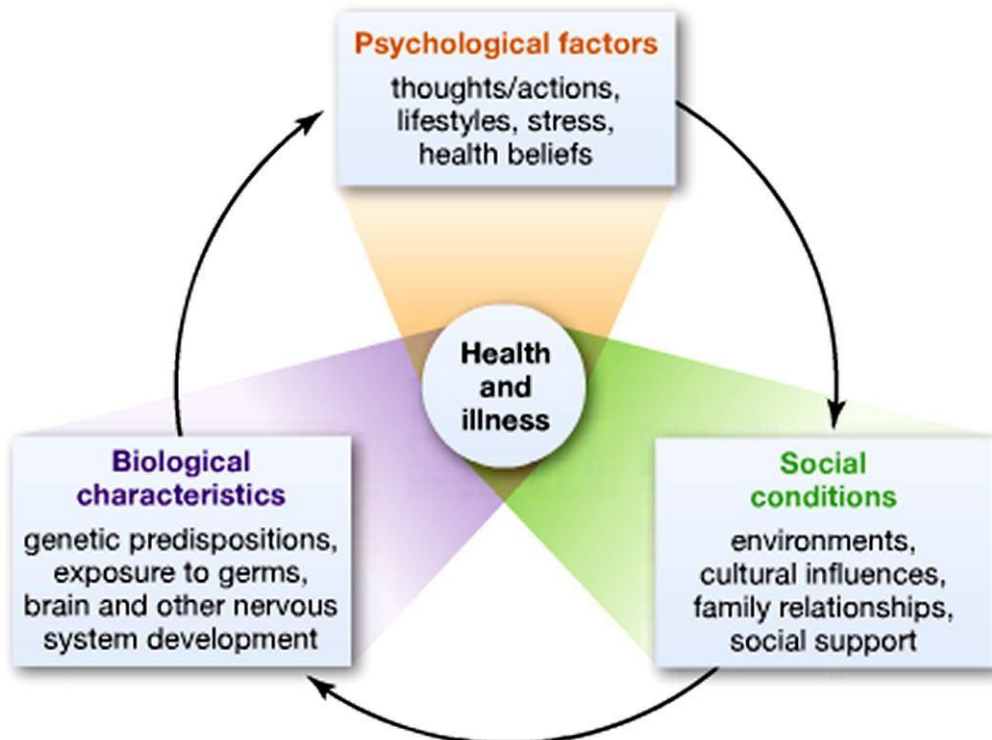 Psychological factors
thoughts/actions,
lifestyles, stress,
health beliefs
Health
and
illness
Biological
characteristics
genetic predispositions,
exposure to germs,
brain and other nervous
system development
Social
conditions
environments,
cultural influences,
family relationships,
social support